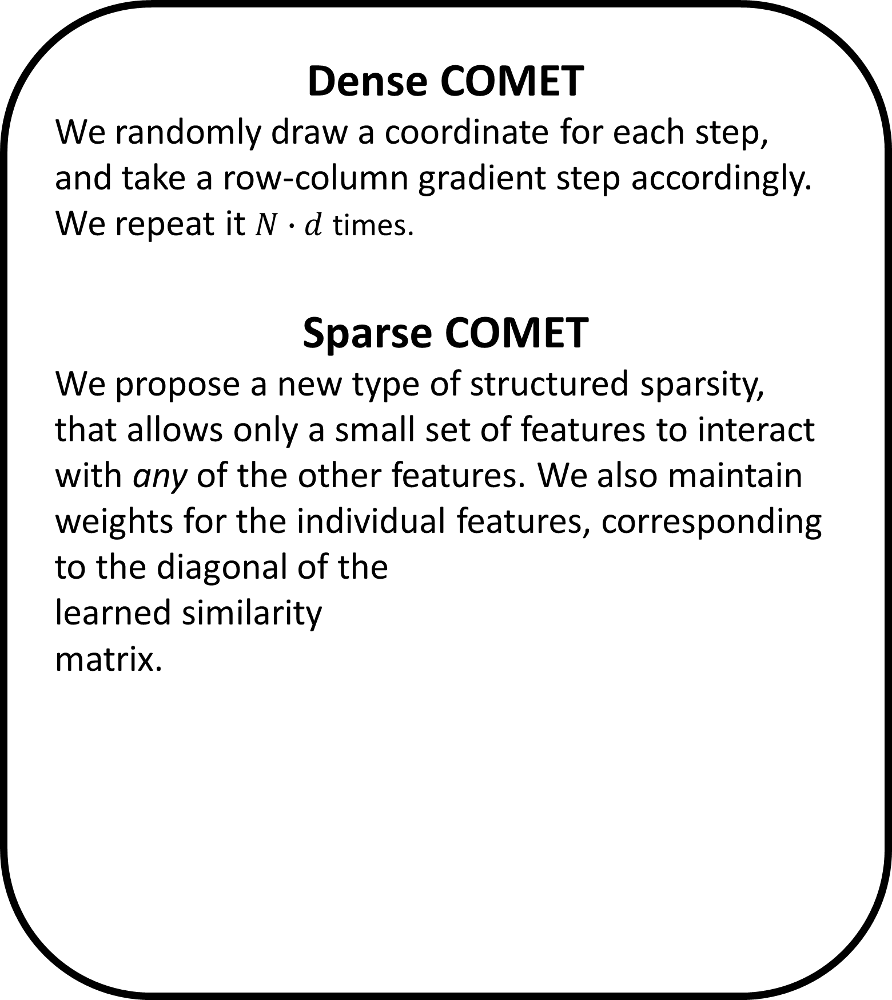 Dense COMET
We randomly draw a coordinate for each step,
and take a row-column gradient step accordingly.
We repeat it N · d times.
Sparse COMET
We propose a new type of structured sparsity,
that allows only a small set of features to interact
with any of the other features. We also maintain
weights for the individual features, corresponding
to the diagonal of the
learned similarity
matrix.